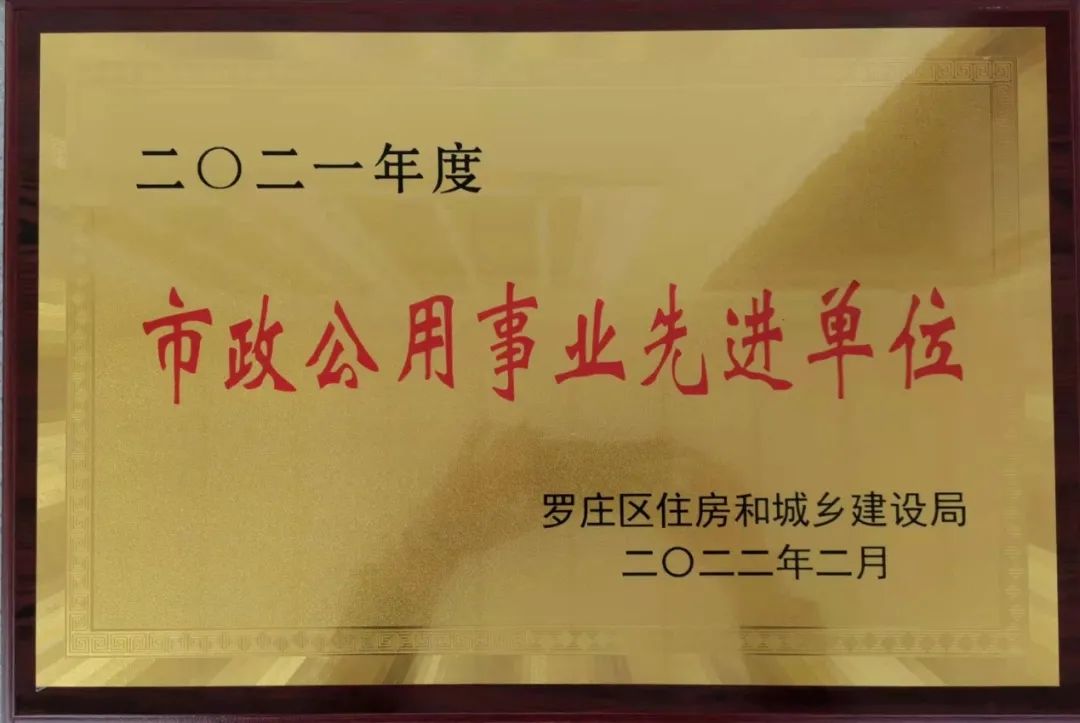 二〇二一年度
市政公用事业先进单位
罗庄区住房和城乡建设局
二〇二二年二月